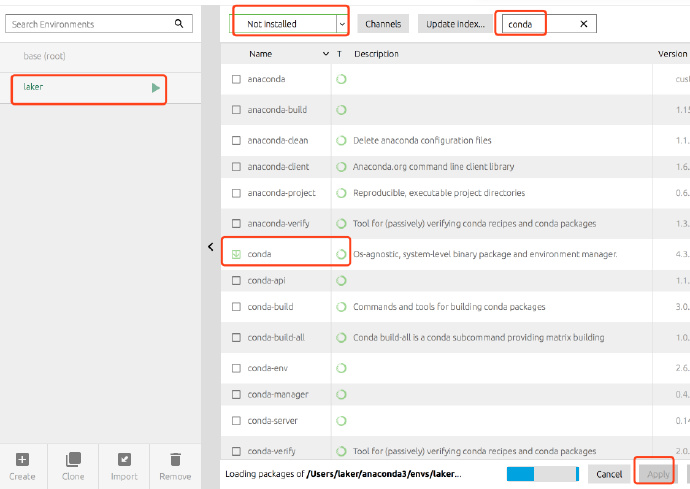 Search Environments
Not Installed
Channels
Update index...
conda
base (root)
laker
Name T Description Version
anaconda cust
anaconda-build 1.15
anaconda-clean Delete anaconda configuration files 1.1.
anaconda-client Anaconda.org command line client library 1.6.
anaconda-project Reproducible, executable project directories 0.6.
anaconda-verify Tool for (passively) verifying conda recipes and conda packages 1.3.
conda Os-agnostic, system-level binary package and environment manager. 4.3.
conda-api 1.1.
conda-build Commands and tools for building conda packages 3.0.
conda-build-all Conda build-all is a conda subcommand providing matrix building 1.0.
conda-env 2.6.
conda-manager 0.4.
conda-server 0.14
conda-verify Tool for (passively) verifying conda recipes and conda packages 2.0.
Create Clone Import Remove
Loading packages of /Users/laker/anaconda3/envs/laker...
Cancel
Apply